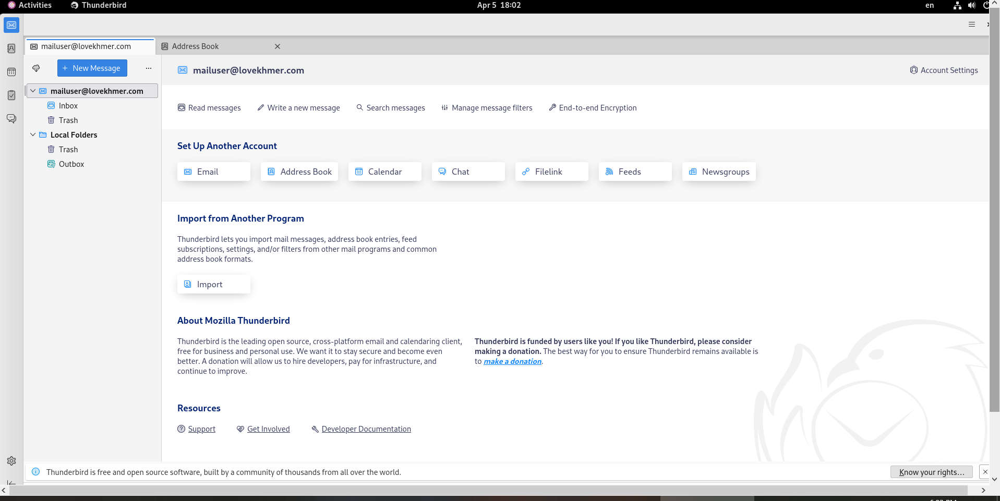 Activities Thunderbird Apr 5 18:02 en
mailuser@lovekhmer.com Address Book
New Message
mailuser@lovekhmer.com
Inbox
Trash
Local Folders
Trash
Outbox
mailuser@lovekhmer.com Account Settings
Read messages Write a new message Search messages Manage message filters End-to-end Encryption
Set Up Another Account
Email Address Book Calendar Chat Filelink Feeds Newsgroups
Import from Another Program
Thunderbird lets you import mail messages, address book entries, feed
subscriptions, settings, and/or filters from other mail programs and common
address book formats.
Import
About Mozilla Thunderbird
Thunderbird is the leading open source, cross-platform email and calendaring client,
free for business and personal use. We want it to stay secure and become even
better. A donation will allow us to hire developers, pay for infrastructure, and
continue to improve.
Thunderbird is funded by users like you! If you like Thunderbird, please consider
making a donation. The best way for you to ensure Thunderbird remains available is
to make a donation.
Resources
Support Get Involved Developer Documentation
Thunderbird is free and open source software, built by a community of thousands from all over the world.
Know your rights...